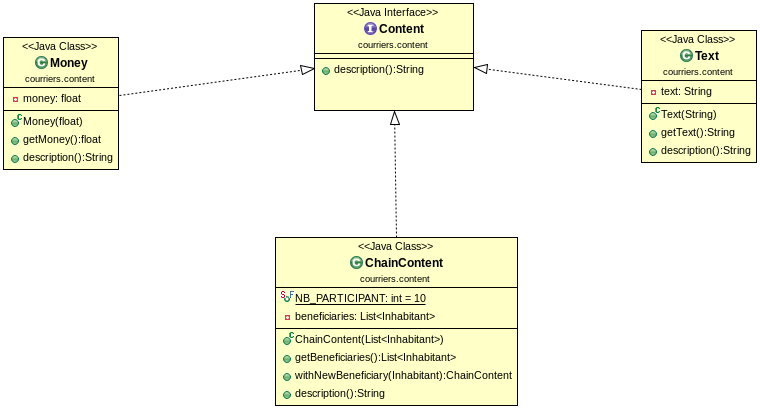 <<Java Interface>>
Content
courriers.content
description():String
<<Java Class>>
Money
courriers.content
money: float
Money(float)
getMoney():float
description():String
<<Java Class>>
Text
courriers.content
text: String
Text(String)
getText():String
description():String
<<Java Class>>
ChainContent
courriers.content
NB_PARTICIPANT: int = 10
beneficiaries: List<Inhabitant>
ChainContent(List<Inhabitant>)
getBeneficiaries():List<Inhabitant>
withNewBeneficiary(Inhabitant):ChainContent
description():String